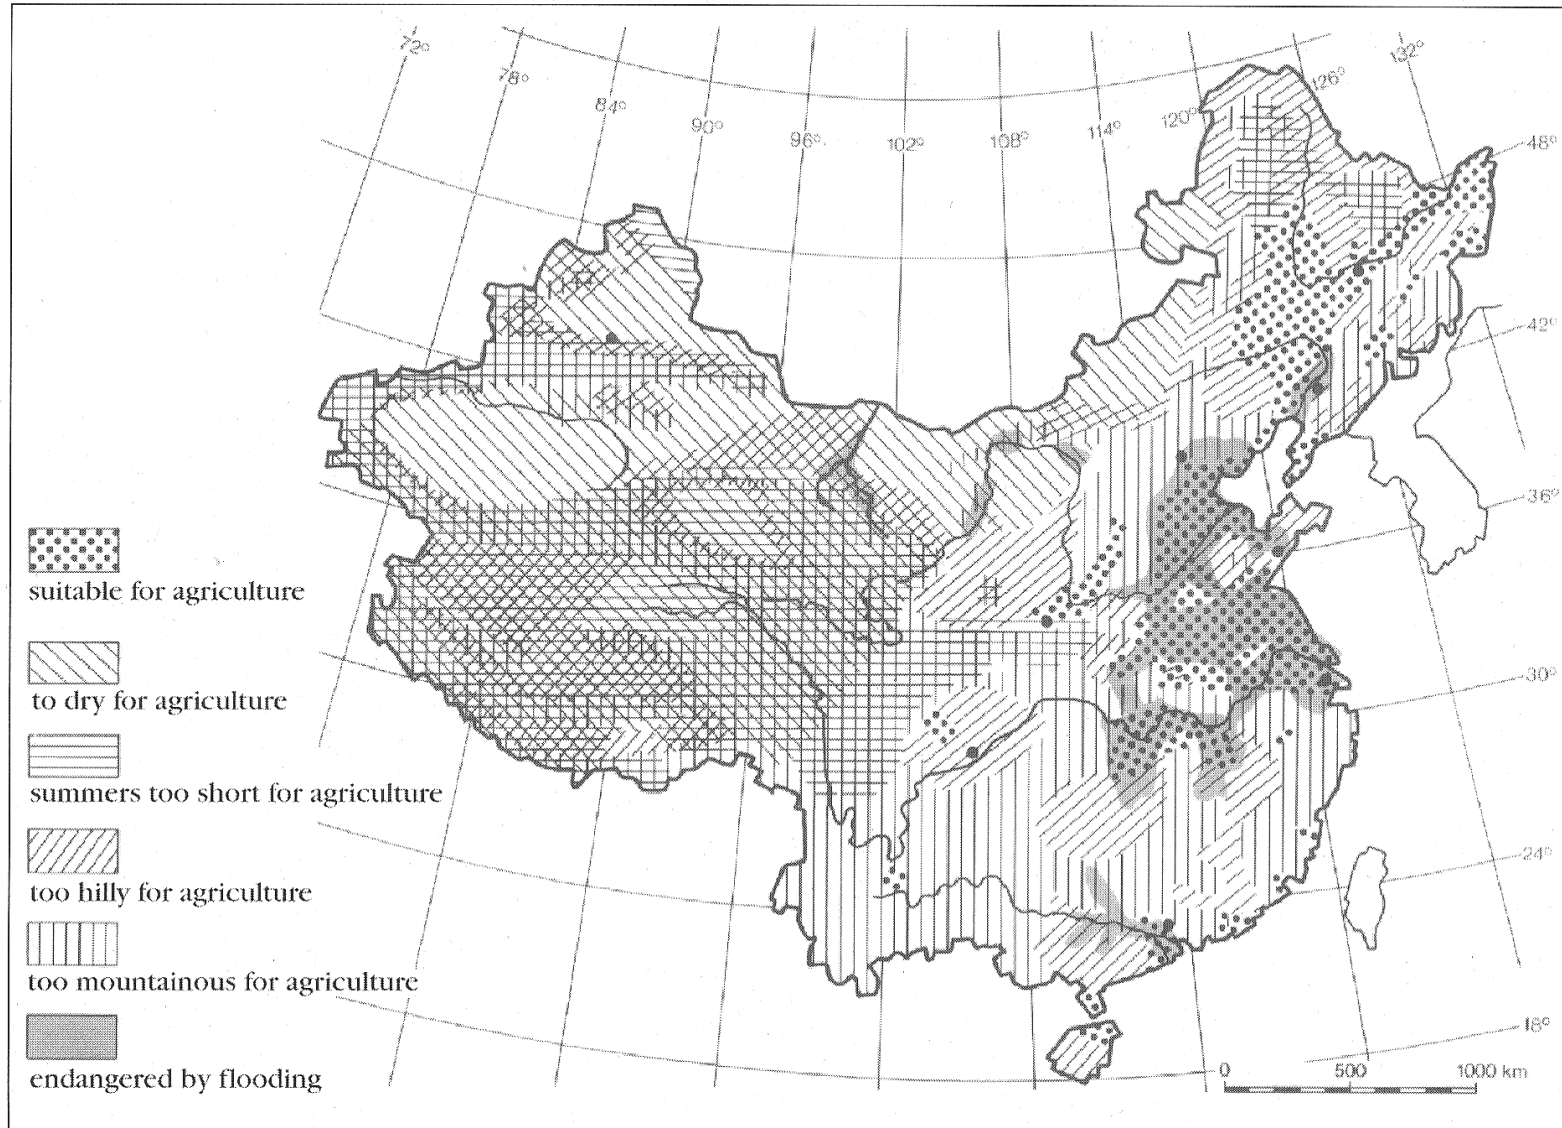 72°
78°
84°
90°
96°
102°
108°
114°
120°
126°
132°
48°
42°
36°
30°
24°
18°
suitable for agriculture
to dry for agriculture
summers too short for agriculture
too hilly for agriculture
too mountainous for agriculture
endangered by flooding
0 500 1000 km